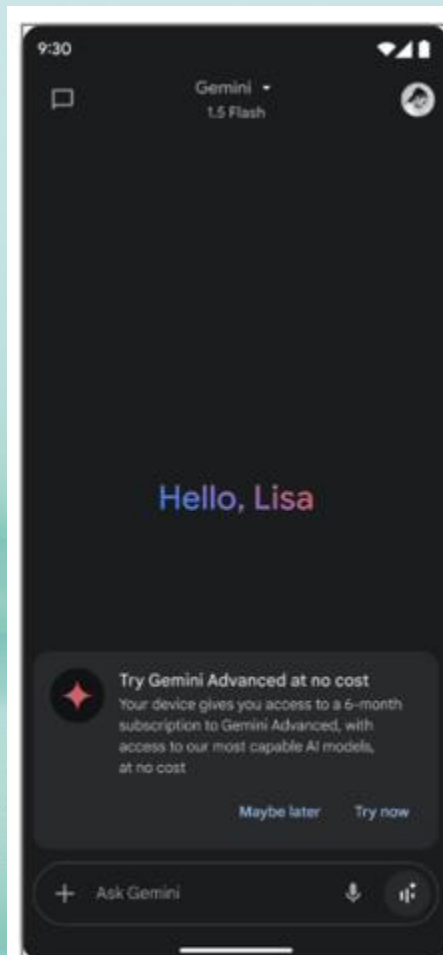 9:30
Gemini
1.5 Flash
Hello, Lisa
Try Gemini Advanced at no cost
Your device gives you access to a 6-month
subscription to Gemini Advanced, with
access to our most capable AI models,
at no cost
Maybe later Try now
Ask Gemini